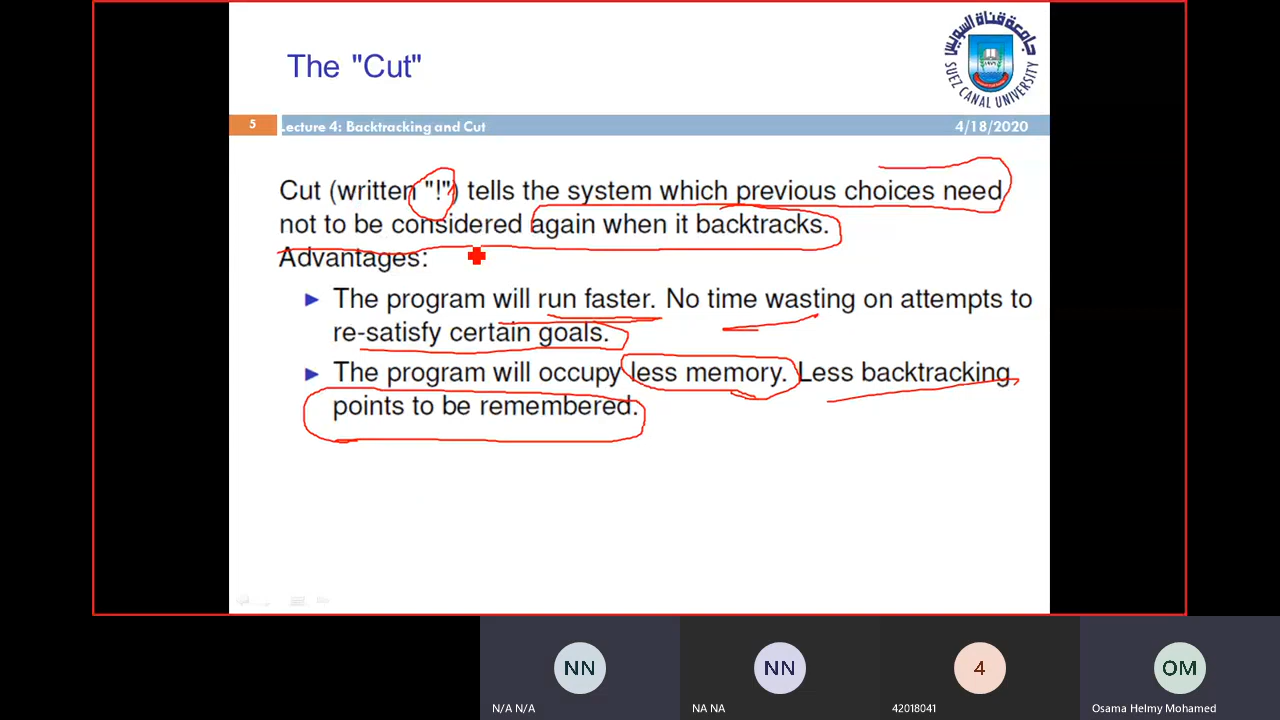 The "Cut"
جامعة قناة السويس
SUEZ CANAL UNIVERSITY
5
Lecture 4: Backtracking and Cut
4/18/2020
Cut (written "!") tells the system which previous choices need
not to be considered again when it backtracks.
Advantages:
The program will run faster. No time wasting on attempts to
re-satisfy certain goals.
The program will occupy less memory. Less backtracking
points to be remembered.
NN
NN
4
OM
N/A N/A
NA NA
42018041
Osama Helmy Mohamed